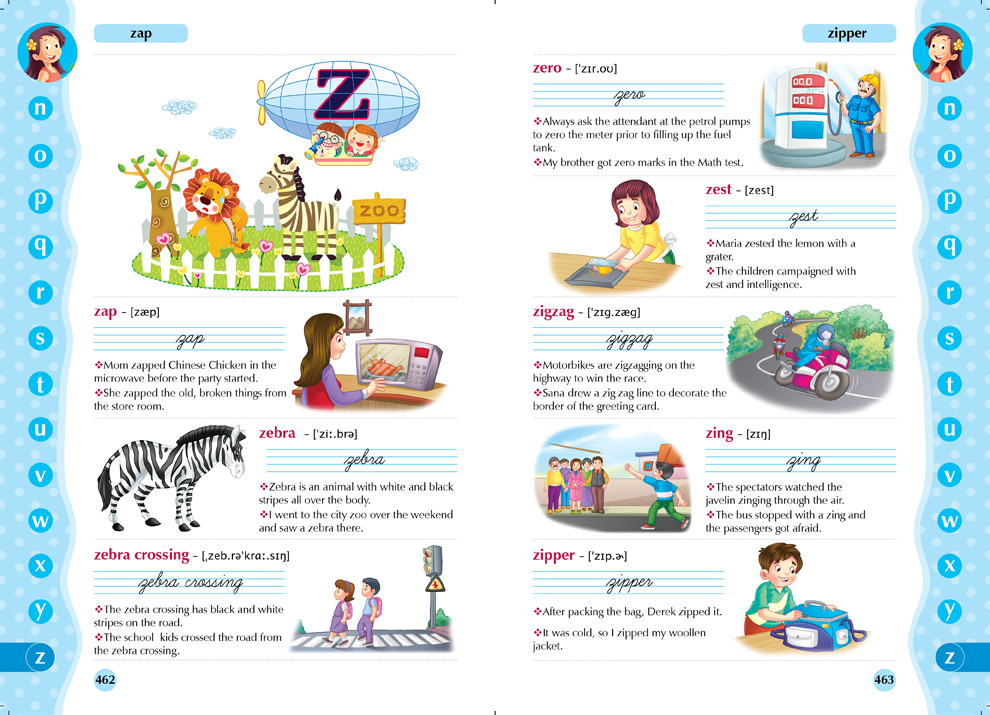 zap
Z
ZOO
zap – [zæp]
zap
❖Mom zapped Chinese Chicken in the
microwave before the party started.
❖She zapped the old, broken things from
the store room.
zebra – [ˈziː.brə]
zebra
❖Zebra is an animal with white and black
stripes all over the body.
❖I went to the city zoo over the weekend
and saw a zebra there.
zebra crossing – [ˌzeb.rəˈkrɑː.sɪŋ]
zebra crossing
❖The zebra crossing has black and white
stripes on the road.
❖The school kids crossed the road from
the zebra crossing.
462
n
o
p
q
r
s
t
u
v
w
x
y
z
zipper
zero – [ˈzɪr.oʊ]
zero
❖Always ask the attendant at the petrol pumps
to zero the meter prior to filling up the fuel
tank.
❖My brother got zero marks in the Math test.
zest – [zest]
zest
❖Maria zested the lemon with a
grater.
❖The children campaigned with
zest and intelligence.
zigzag – [ˈzɪg.zæg]
zigzag
❖Motorbikes are zigzagging on the
highway to win the race.
❖Sana drew a zig zag line to decorate the
border of the greeting card.
zing – [zɪŋ]
zing
❖The spectators watched the
javelin zinging through the air.
❖The bus stopped with a zing and
the passengers got afraid.
zipper – [ˈzɪp.ɚ]
zipper
❖After packing the bag, Derek zipped it.
❖It was cold, so I zipped my woollen
jacket.
463
n
o
p
q
r
s
t
u
v
w
x
y
z